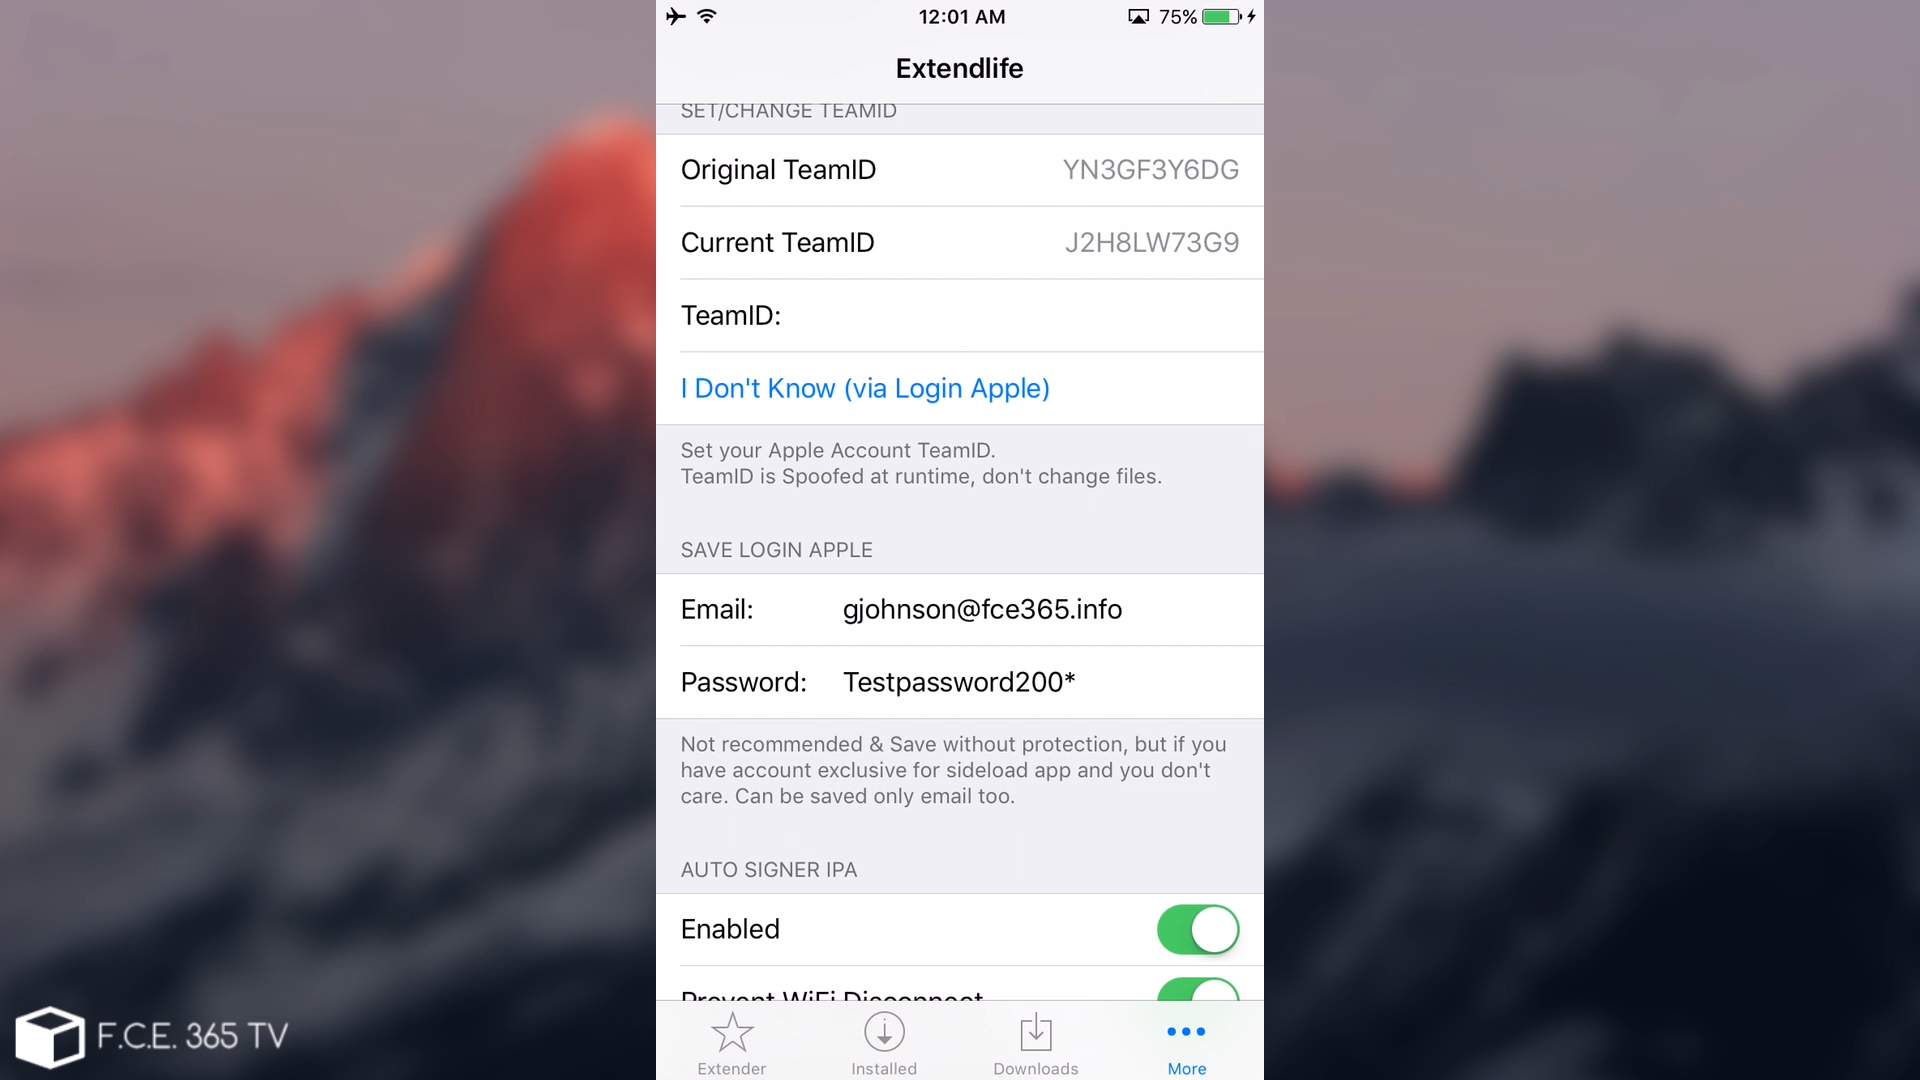 12:01 AM
75%
Extendlife
SET/CHANGE TEAMID
Original TeamID YN3GF3Y6DG
Current TeamID J2H8LW73G9
TeamID:
I Don't Know (via Login Apple)
Set your Apple Account TeamID.
TeamID is Spoofed at runtime, don't change files.
SAVE LOGIN APPLE
Email: gjohnson@fce365.info
Password: Testpassword200*
Not recommended & Save without protection, but if you
have account exclusive for sideload app and you don't
care. Can be saved only email too.
AUTO SIGNER IPA
Enabled
Prevent WiFi Disconnect
F.C.E. 365 TV
Extender Installed Downloads More